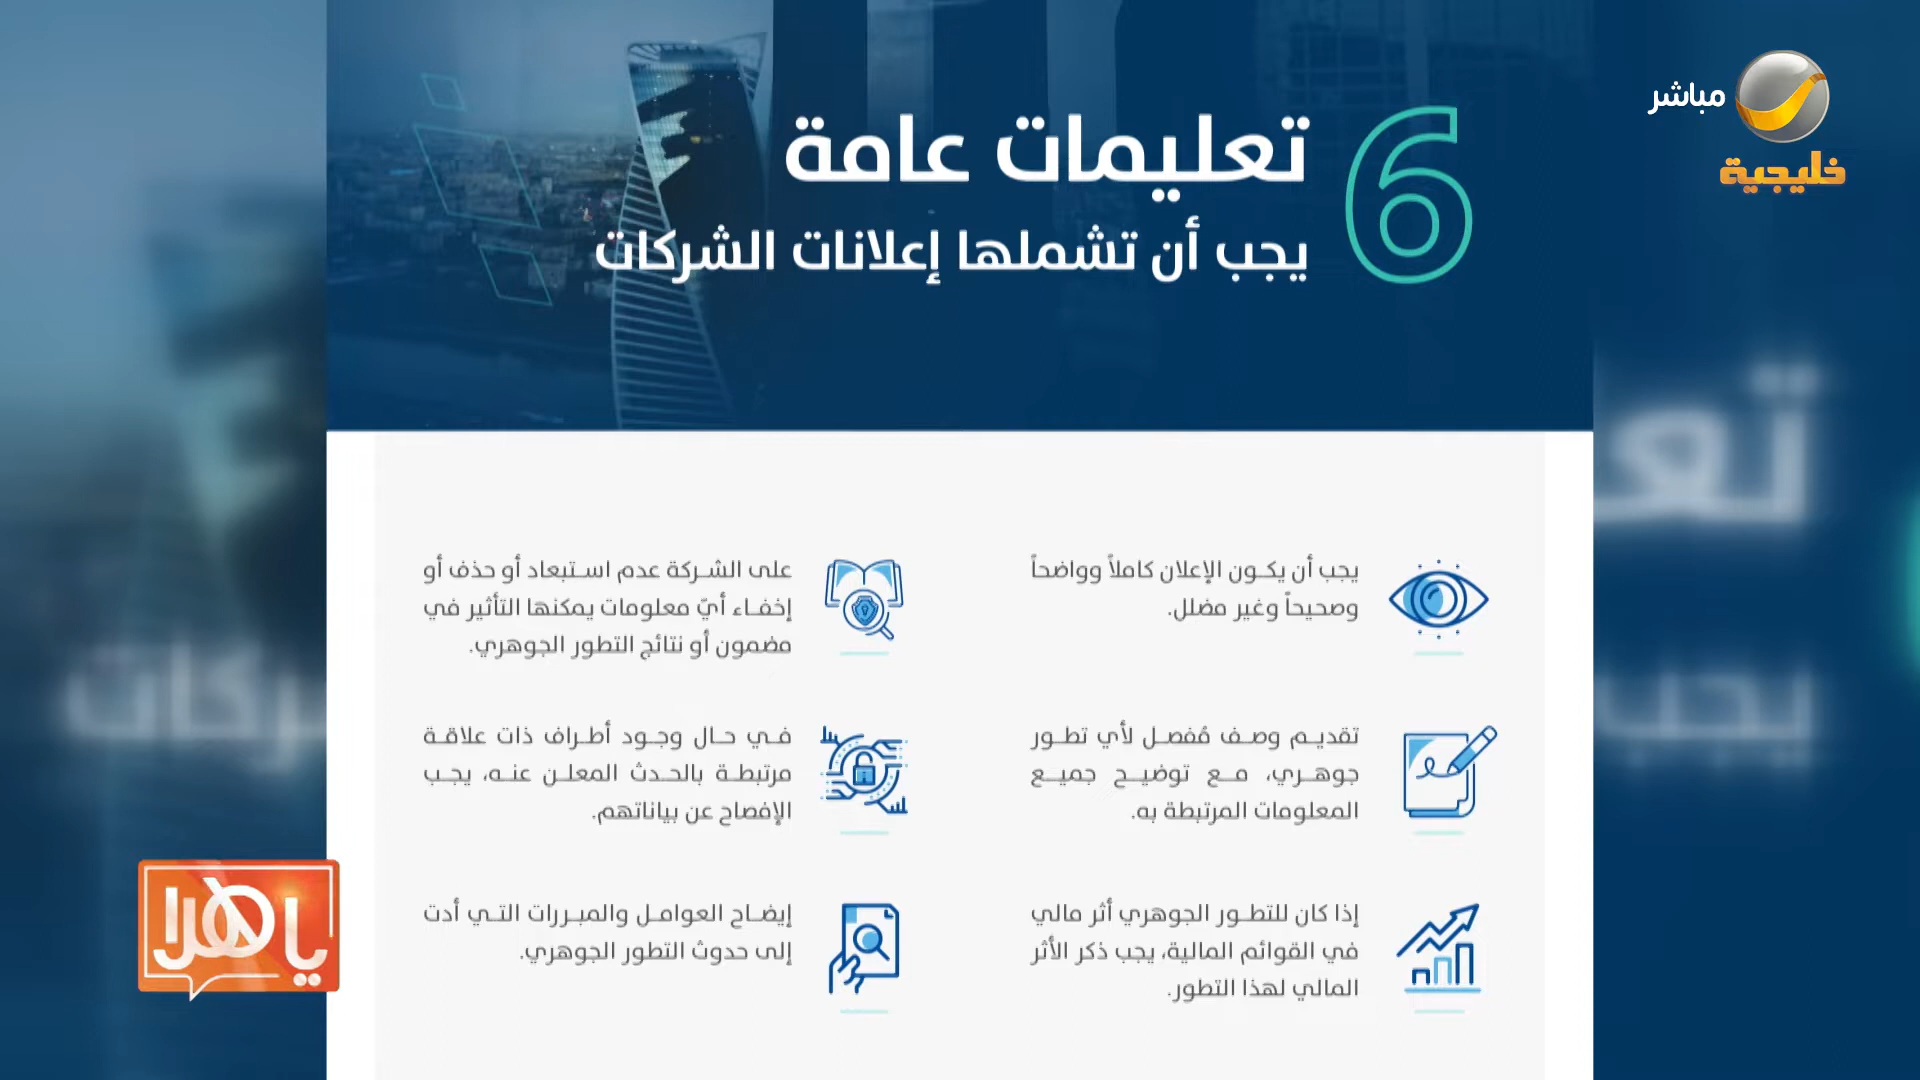 مباشر
خليجية
6
تعليمات عامة
يجب أن تشملها إعلانات الشركات
يجب أن يكون الإعلان كاملاً وواضحاً
وصحيحاً وغير مضلل.
على الشركة عدم استبعاد أو حذف أو
إخفاء أيّ معلومات يمكنها التأثير في
مضمون أو نتائج التطور الجوهري.
تقديم وصف مُفصل لأي تطور
جوهري، مع توضيح جميع
المعلومات المرتبطة به.
في حال وجود أطراف ذات علاقة
مرتبطة بالحدث المعلن عنه، يجب
الإفصاح عن بياناتهم.
إذا كان للتطور الجوهري أثر مالي
في القوائم المالية، يجب ذكر الأثر
المالي لهذا التطور.
إيضاح العوامل والمبررات التي أدت
إلى حدوث التطور الجوهري.
ياهلا